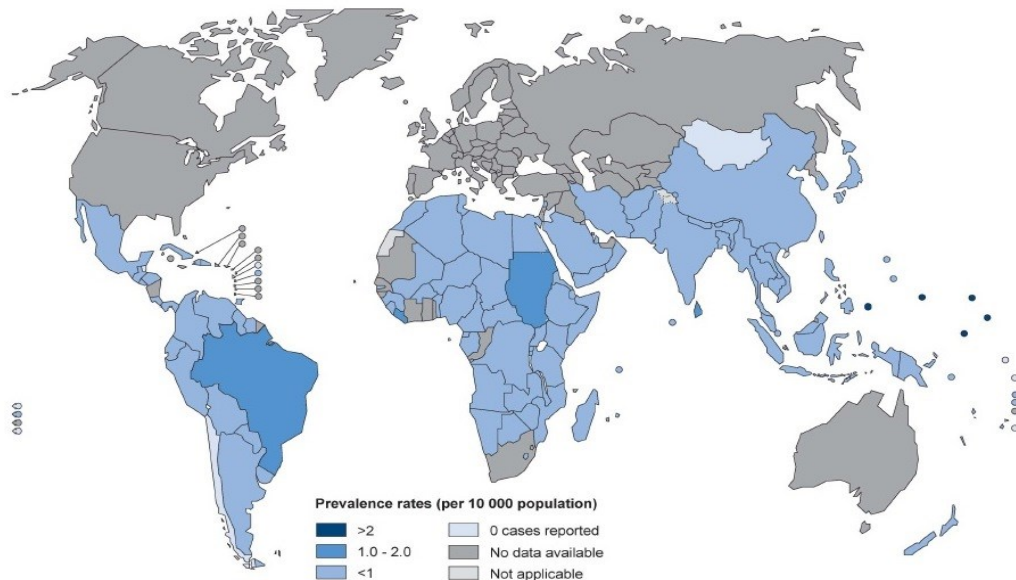 Prevalence rates (per 10 000 population)
>2
1.0 - 2.0
<1
0 cases reported
No data available
Not applicable